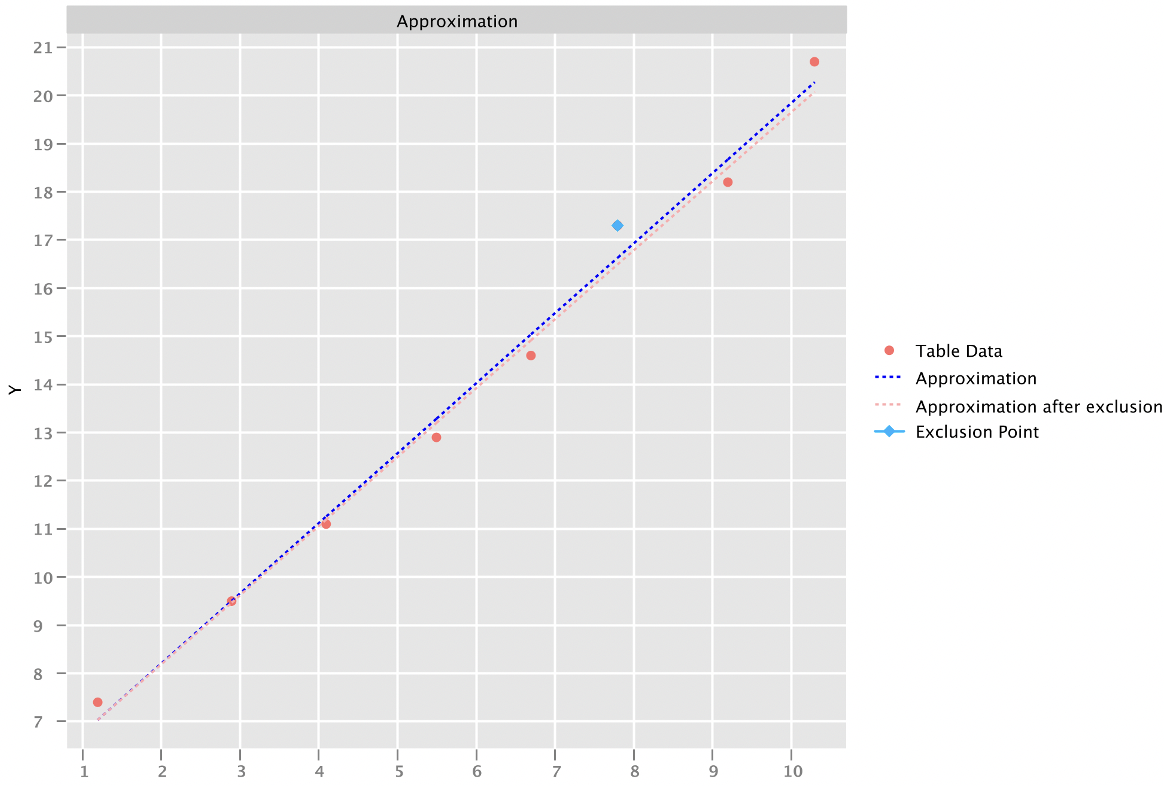 Approximation
21
20
19
18
17
16
15
14
13
12
11
10
9
8
7
Y
1 2 3 4 5 6 7 8 9 10
Table Data
Approximation
Approximation after exclusion
Exclusion Point